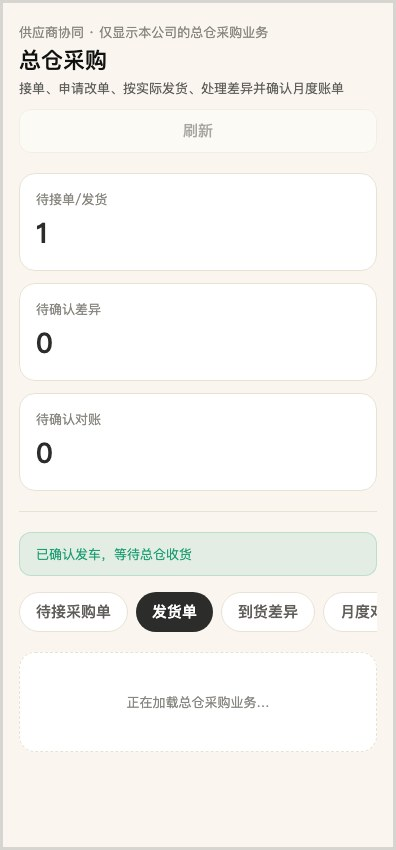 供应商协同 · 仅显示本公司的总仓采购业务
总仓采购
接单、申请改单、按实际发货、处理差异并确认月度账单
刷新
待接单/发货
1
待确认差异
0
待确认对账
0
已确认发车，等待总仓收货
待接采购单 发货单 到货差异 月度
正在加载总仓采购业务...